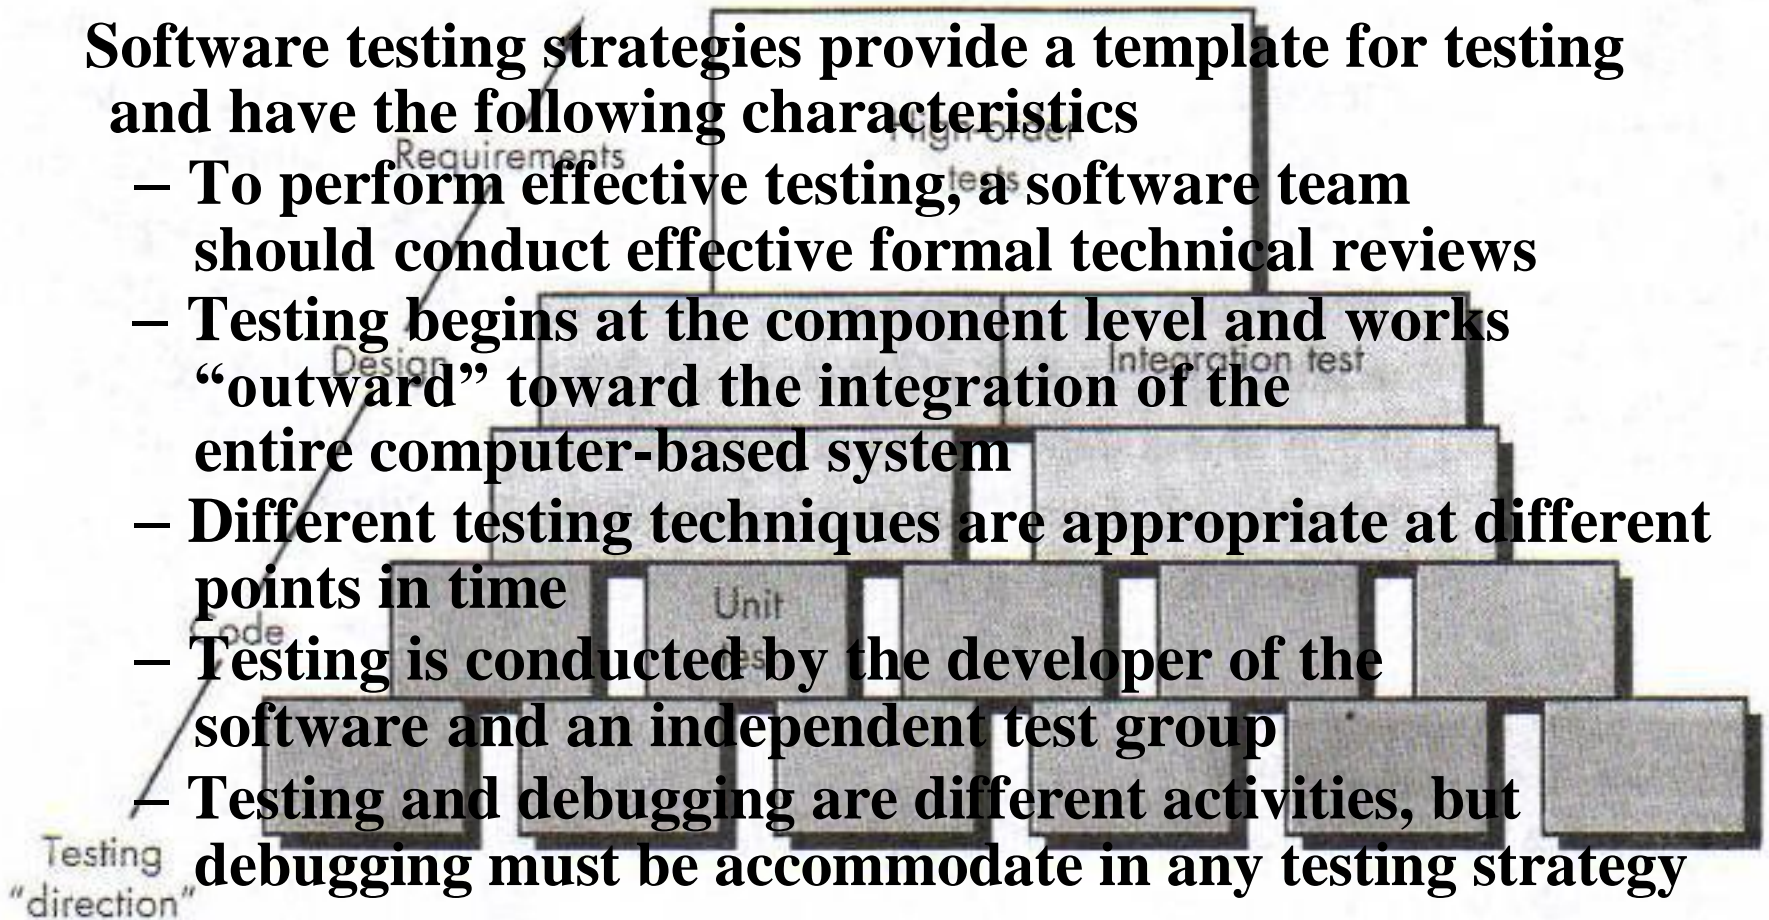 Software testing strategies provide a template for testing
and have the following characteristics
– To perform effective testing, a software team
should conduct effective formal technical reviews
– Testing begins at the component level and works
“outward” toward the integration of the
entire computer-based system
– Different testing techniques are appropriate at different
points in time
– Testing is conducted by the developer of the
software and an independent test group
– Testing and debugging are different activities, but
debugging must be accommodate in any testing strategy
High-order
tests
Requirements
Integration test
Design
Unit
test
Code
Testing
"direction"